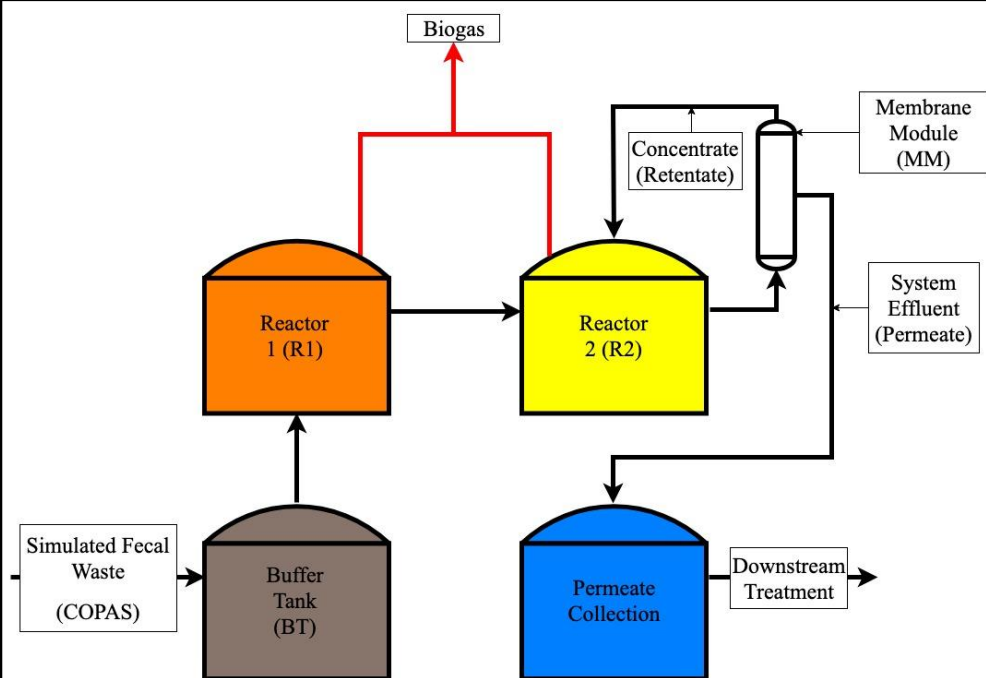 Biogas
Membrane
Module
(MM)
Concentrate
(Retentate)
System
Effluent
(Permeate)
Reactor
1 (R1)
Reactor
2 (R2)
Simulated Fecal
Waste
(COPAS)
Buffer
Tank
(BT)
Permeate
Collection
Downstream
Treatment